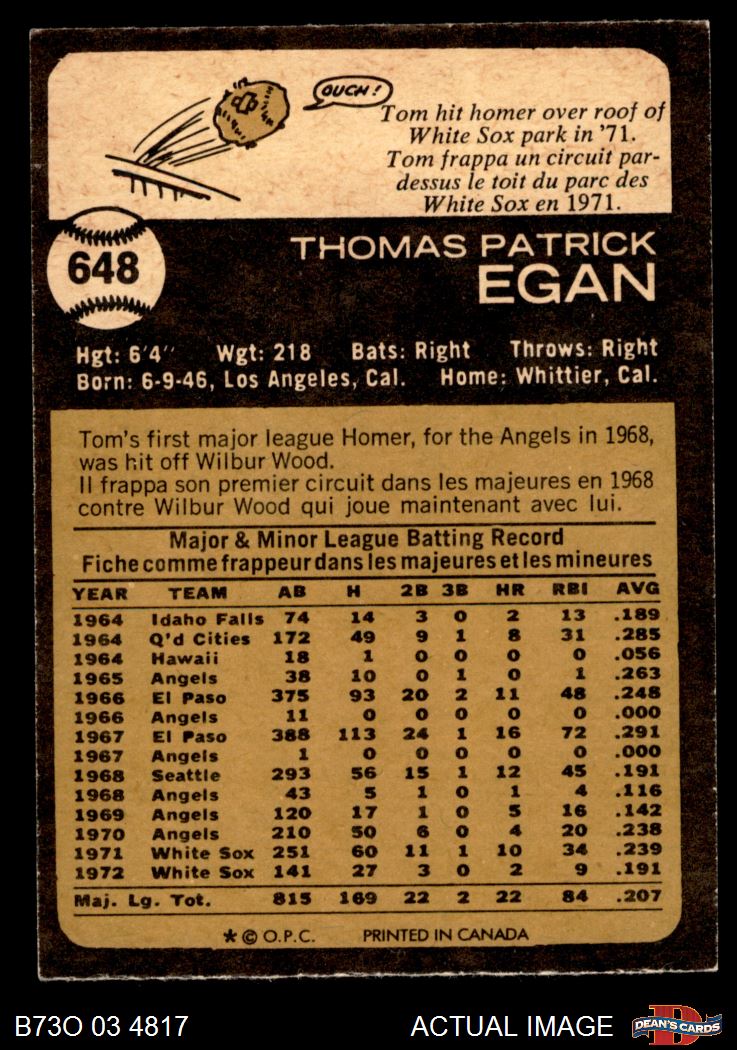 OUCH!
Tom hit homer over roof of
White Sox park in '71.
Tom frappa un circuit par-
dessus le toit du parc des
White Sox en 1971.
648
THOMAS PATRICK
EGAN
Hgt: 6'4" Wgt: 218 Bats: Right Throws: Right
Born: 6-9-46, Los Angeles, Cal. Home: Whittier, Cal.
Tom's first major league Homer, for the Angels in 1968,
was hit off Wilbur Wood.
Il frappa son premier circuit dans les majeures en 1968
contre Wilbur Wood qui joue maintenant avec lui.
Major & Minor League Batting Record
Fiche comme frappeur dans les majeures et les mineures
YEAR TEAM AB H 2B 3B HR RBI AVG
1964 Idaho Falls 74 14 3 0 2 13 .189
1964 Q'd Cities 172 49 9 1 8 31 .285
1964 Hawaii 18 1 0 0 0 0 .056
1965 Angels 38 10 0 1 0 1 .263
1966 El Paso 375 93 20 2 11 48 .248
1966 Angels 11 0 0 0 0 0 .000
1967 El Paso 388 113 24 1 16 72 .291
1967 Angels 1 0 0 0 0 0 .000
1968 Seattle 293 56 15 1 12 45 .191
1968 Angels 43 5 1 0 1 4 .116
1969 Angels 120 17 1 0 5 16 .142
1970 Angels 210 50 6 0 4 20 .238
1971 White Sox 251 60 11 1 10 34 .239
1972 White Sox 141 27 3 0 2 9 .191
Maj. Lg. Tot. 815 169 22 2 22 84 .207
* © O.P.C. PRINTED IN CANADA
B73O 03 4817 ACTUAL IMAGE DEAN'S CARDS